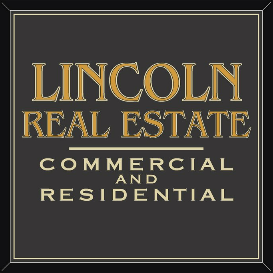 LINCOLN
REAL ESTATE
COMMERCIAL
AND
RESIDENTIAL